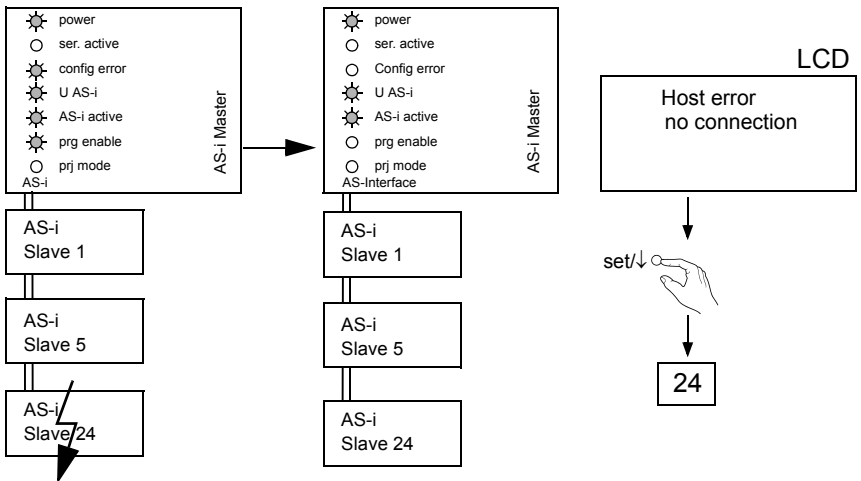 power
ser. active
config error
U AS-i
AS-i active
prg enable
prj mode
AS-i
AS-i Master
AS-i
Slave 1
AS-i
Slave 5
AS-i
Slave 24
power
ser. active
Config error
U AS-i
AS-i active
prg enable
prj mode
AS-Interface
AS-i Master
AS-i
Slave 1
AS-i
Slave 5
AS-i
Slave 24
LCD
Host error
no connection
set/↓
24